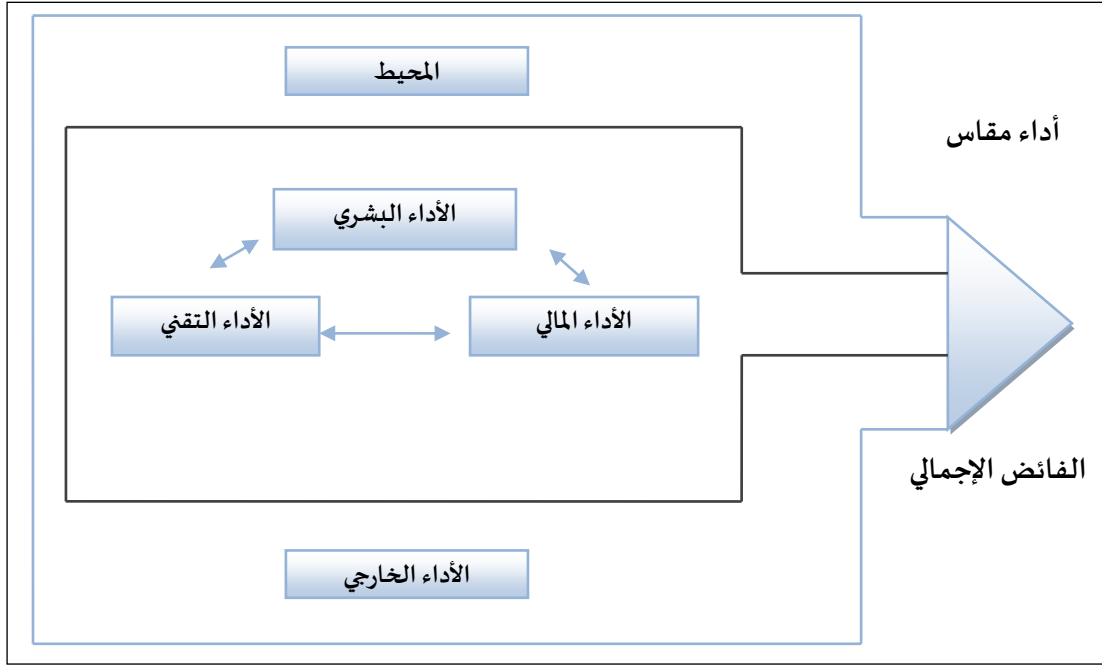 المحيط
أداء مقاس
الأداء البشري
الأداء المالي
الأداء التقني
الفائض الإجمالي
الأداء الخارجي